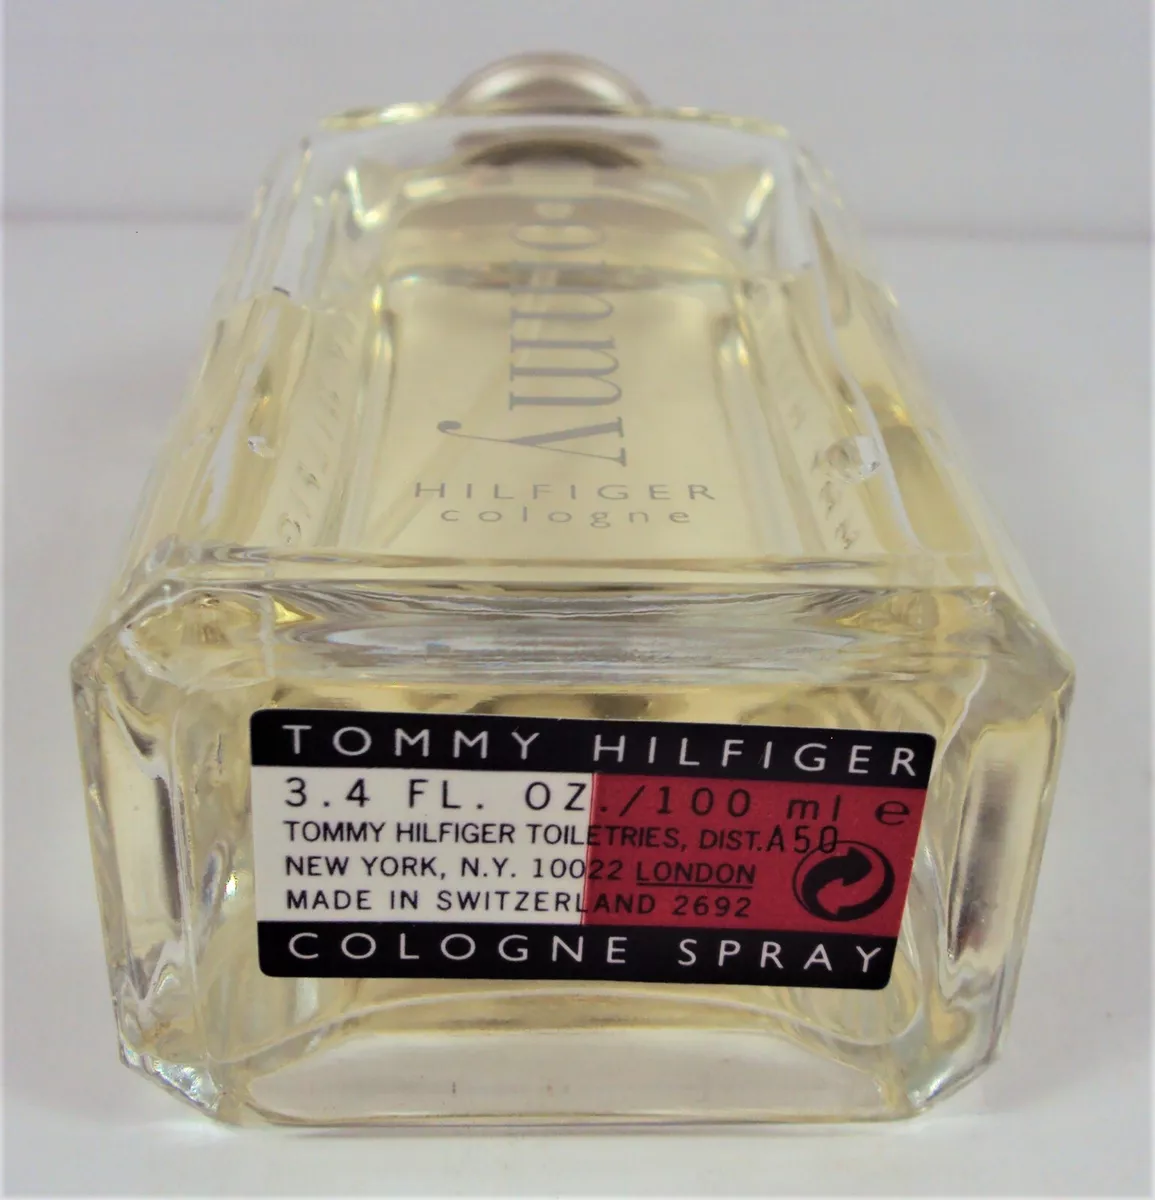 tommy
HILFIGER
cologne
TOMMY HILFIGER
3.4 FL. OZ./100 ml e
TOMMY HILFIGER TOILETRIES, DIST. A50
NEW YORK, N.Y. 10022 LONDON
MADE IN SWITZERLAND 2692
COLOGNE SPRAY